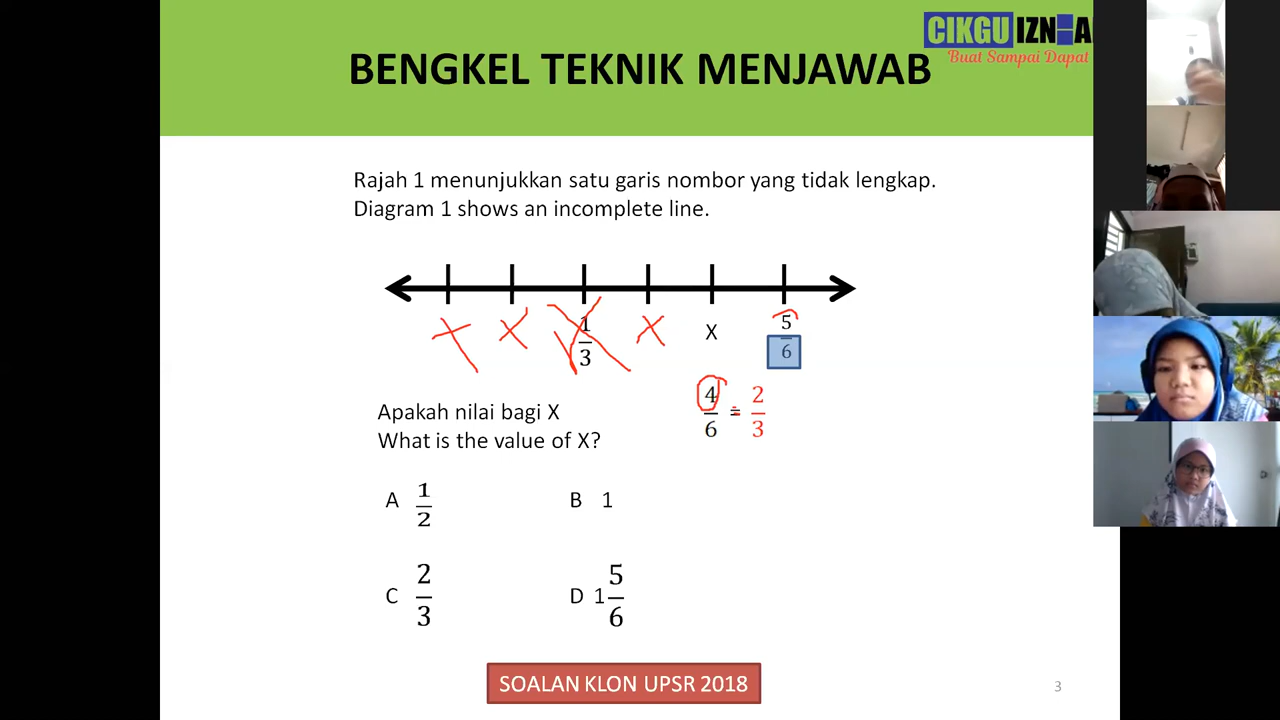 CIKGU IZN A
Buat Sampai Dapat
BENGKEL TEKNIK MENJAWAB
Rajah 1 menunjukkan satu garis nombor yang tidak lengkap.
Diagram 1 shows an incomplete line.
1/3 X 5/6
4/6 = 2/3
Apakah nilai bagi X
What is the value of X?
A 1/2 B 1
C 2/3 D 1 5/6
SOALAN KLON UPSR 2018
3